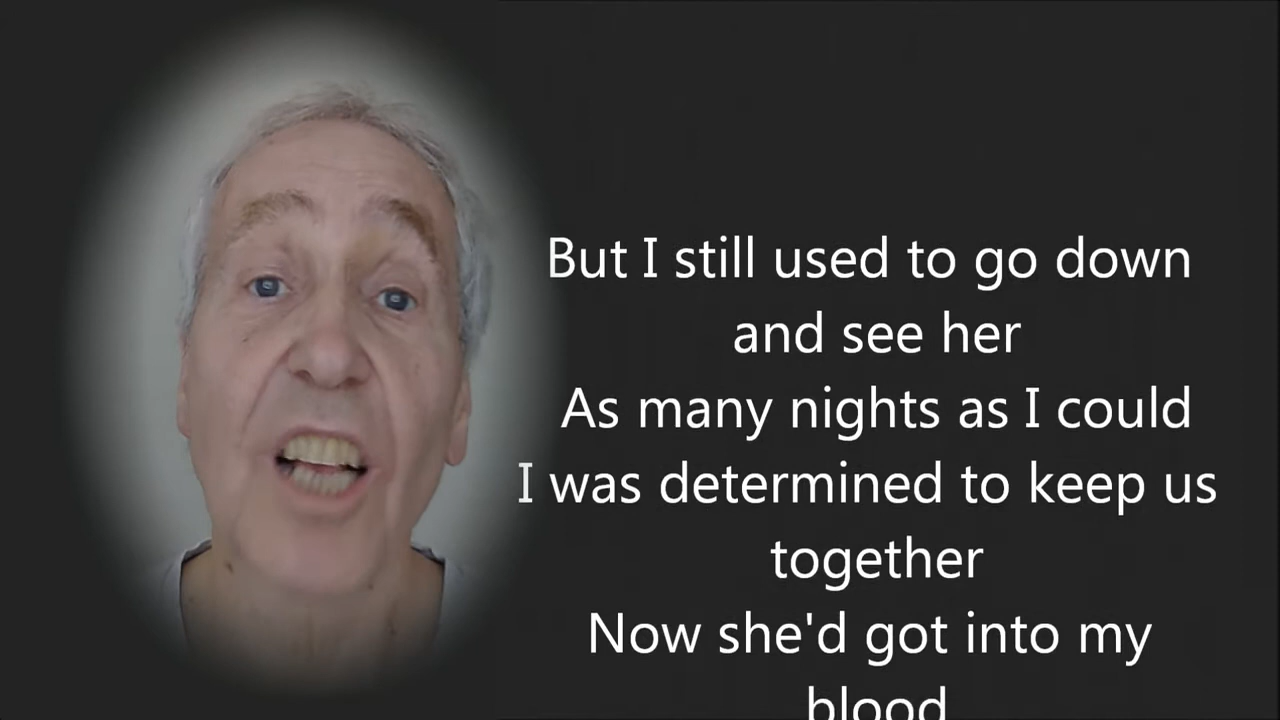 But I still used to go down
and see her
As many nights as I could
I was determined to keep us
together
Now she'd got into my
blood